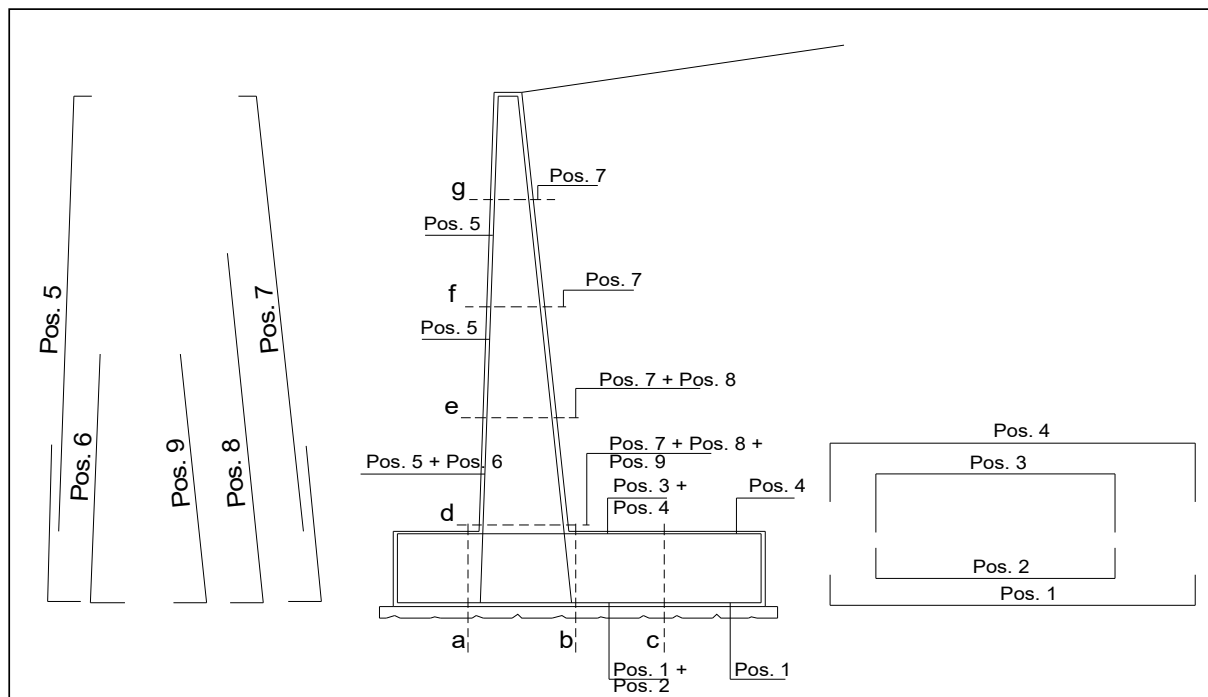 Pos. 5
Pos. 6
Pos. 9
Pos. 8
Pos. 7
g
Pos. 7
Pos. 5
f
Pos. 7
Pos. 5
e
Pos. 7 + Pos. 8
Pos. 5 + Pos. 6
Pos. 7 + Pos. 8 +
Pos. 9
d
Pos. 3 +
Pos. 4
Pos. 4
a
b
c
Pos. 1 +
Pos. 2
Pos. 1
Pos. 4
Pos. 3
Pos. 2
Pos. 1